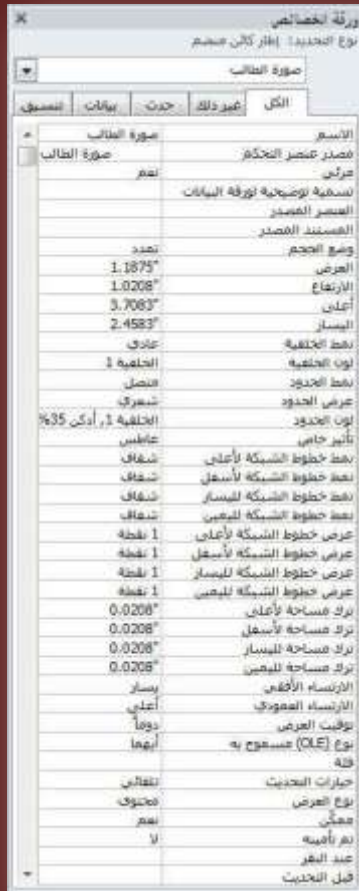 ورقة الخصائص
نوع التحديد: إطار كائن منضم
صورة الطالب
تنسيق بيانات حدث غير ذلك الكل
الاسم صورة الطالب
مصدر عنصر التحكم صورة الطالب
مرئي نعم
تسمية توضيحية لورقة البيانات
العنصر المصدر
المستند المصدر
وضع الحجم تمدد
العرض 1.1875"
الارتفاع 1.0208"
أعلى 3.7083"
اليسار 2.4583"
نمط الخلفية عادي
لون الخلفية الخلفية 1
نمط الحدود متصل
عرض الحدود شعري
لون الحدود الخلفية 1, أدكن 35%
تأثير خاص غاطس
نمط خطوط الشبكة لأعلى شفاف
نمط خطوط الشبكة لأسفل شفاف
نمط خطوط الشبكة لليسار شفاف
نمط خطوط الشبكة لليمين شفاف
عرض خطوط الشبكة لأعلى 1 نقطة
عرض خطوط الشبكة لأسفل 1 نقطة
عرض خطوط الشبكة لليسار 1 نقطة
عرض خطوط الشبكة لليمين 1 نقطة
ترك مساحة لأعلى 0.0208"
ترك مساحة لأسفل 0.0208"
ترك مساحة لليسار 0.0208"
ترك مساحة لليمين 0.0208"
الارتساء الأفقي يسار
الارتساء العمودي أعلى
توقيت العرض دوماً
نوع (OLE) مسموح به أيهما
فئة
خيارات التحديث تلقائي
نوع العرض محتوى
ممكّن نعم
تم تأمينه لا
عند النقر
قبل التحديث